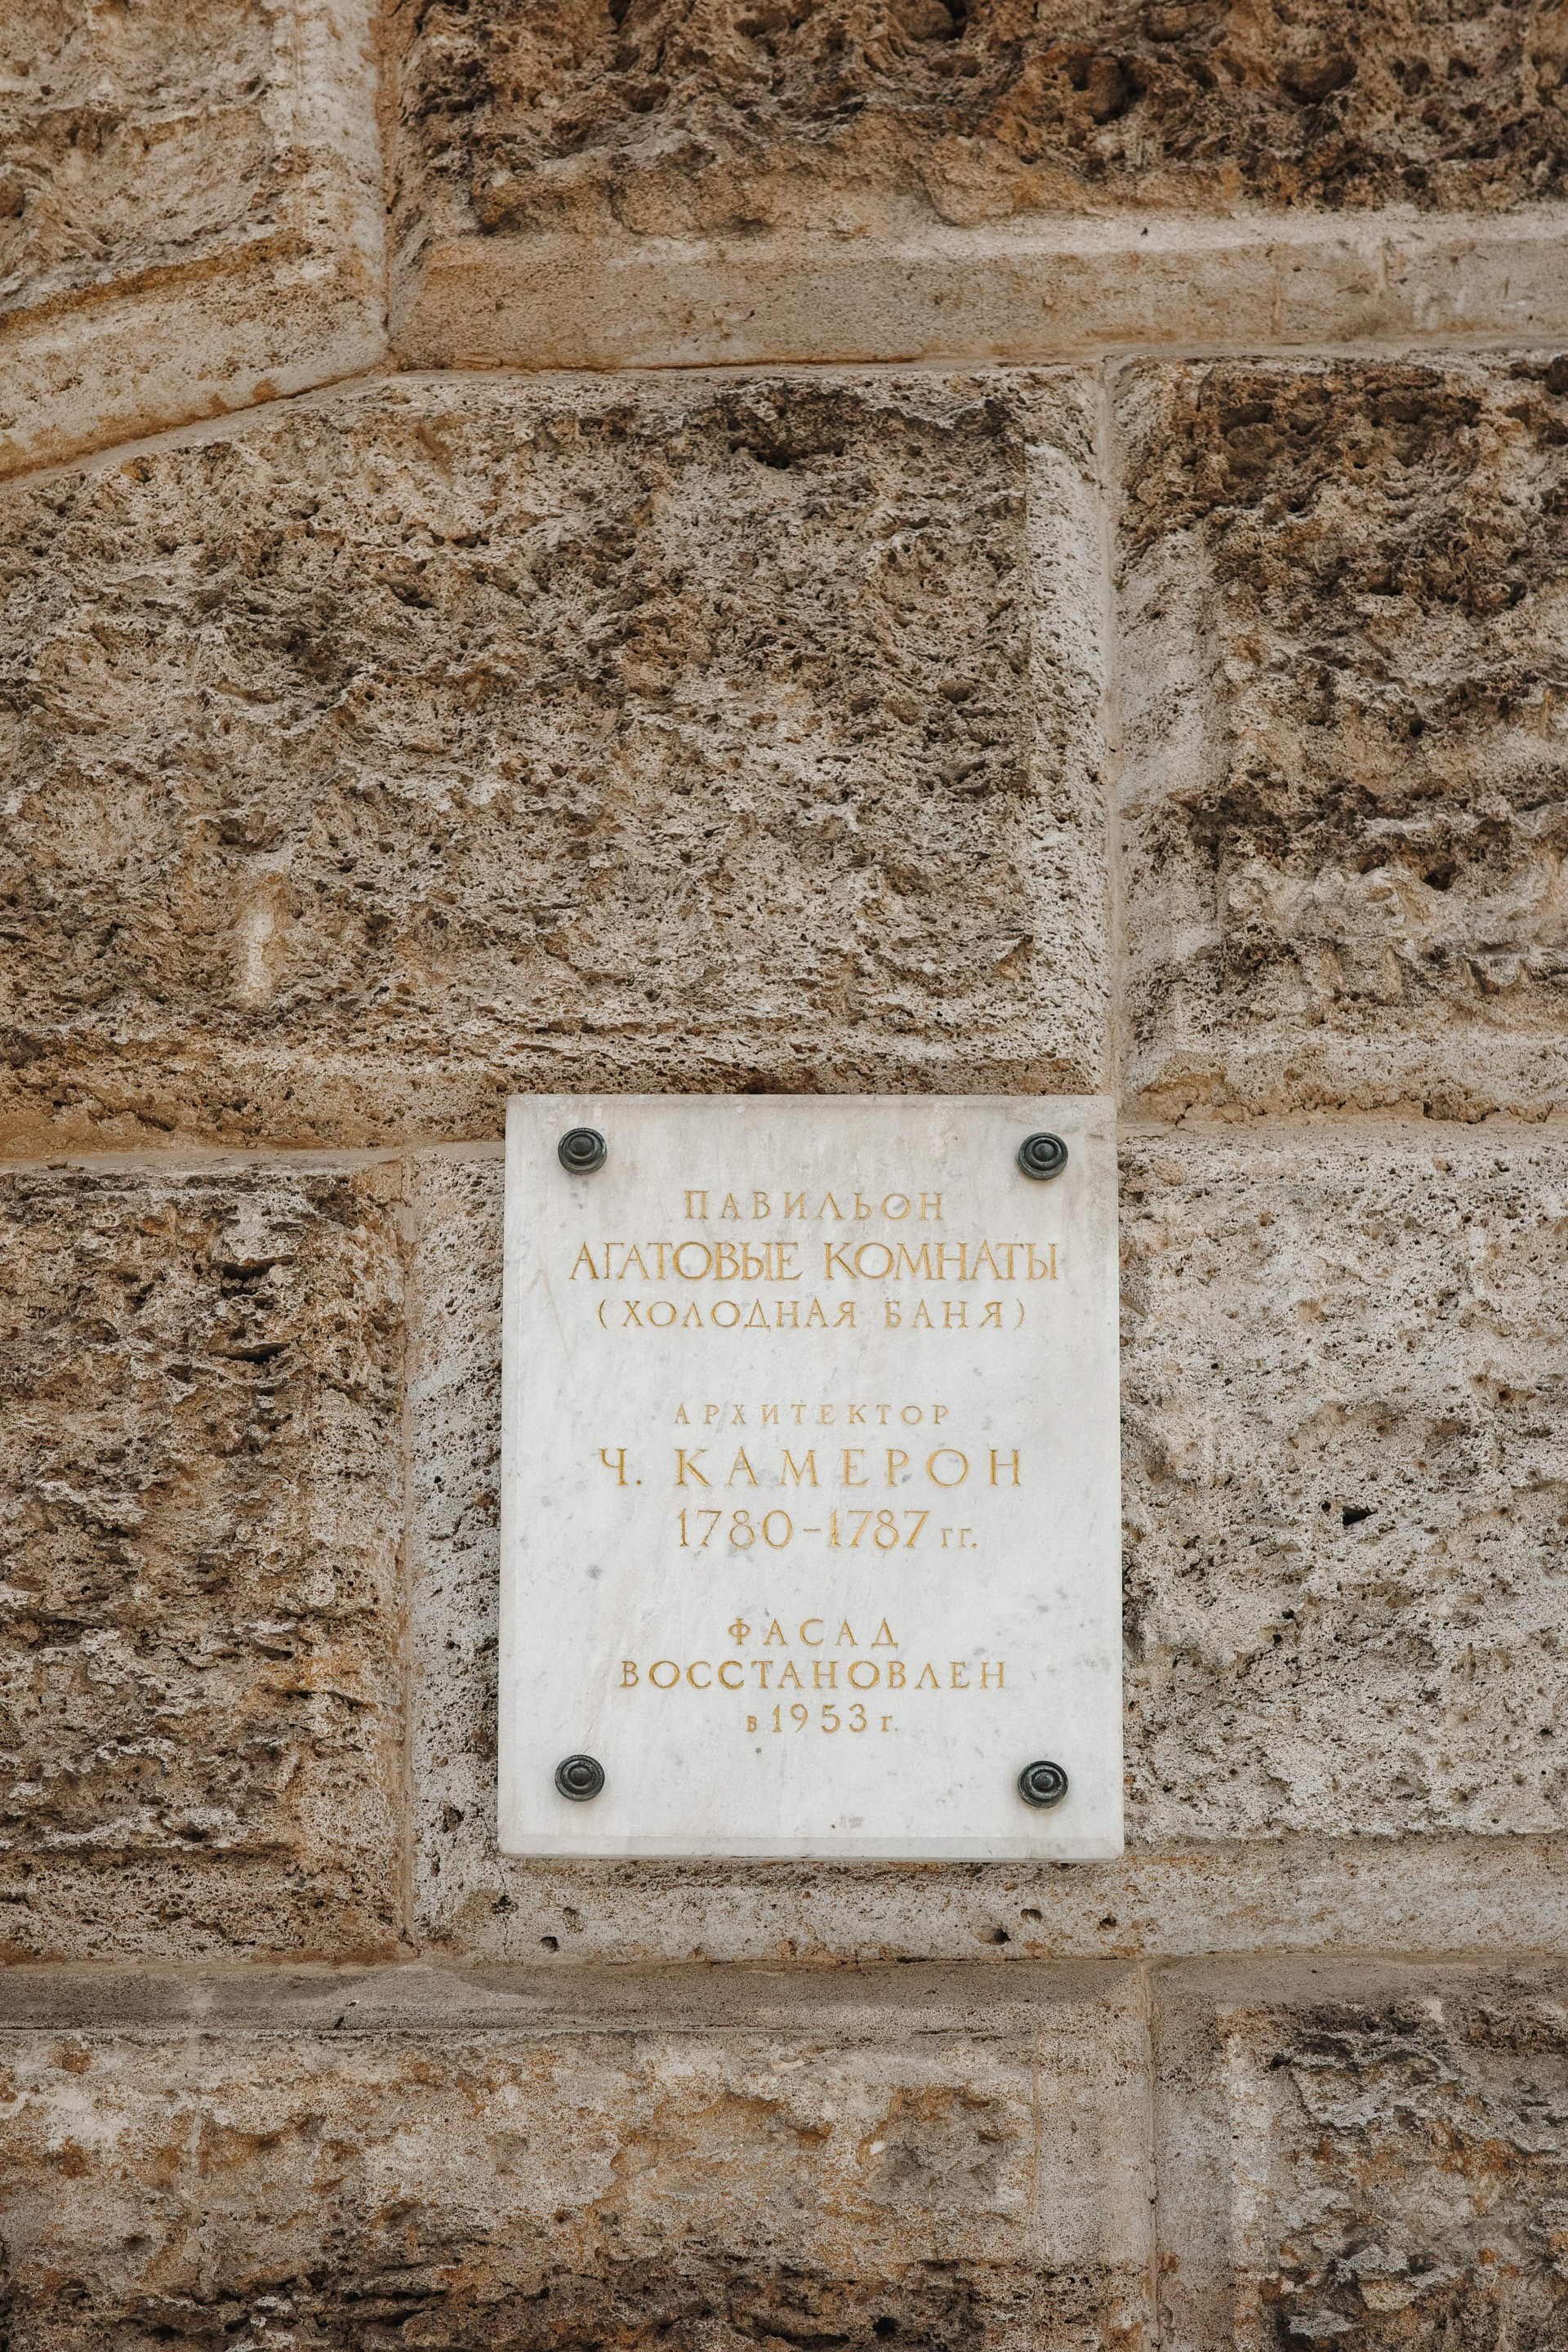 ПАВИЛЬОН
АГАТОВЫЕ КОМНАТЫ
(ХОЛОДНАЯ БАНЯ)
АРХИТЕКТОР
Ч. КАМЕРОН
1780-1787 гг.
ФАСАД
ВОССТАНОВЛЕН
в 1953 г.